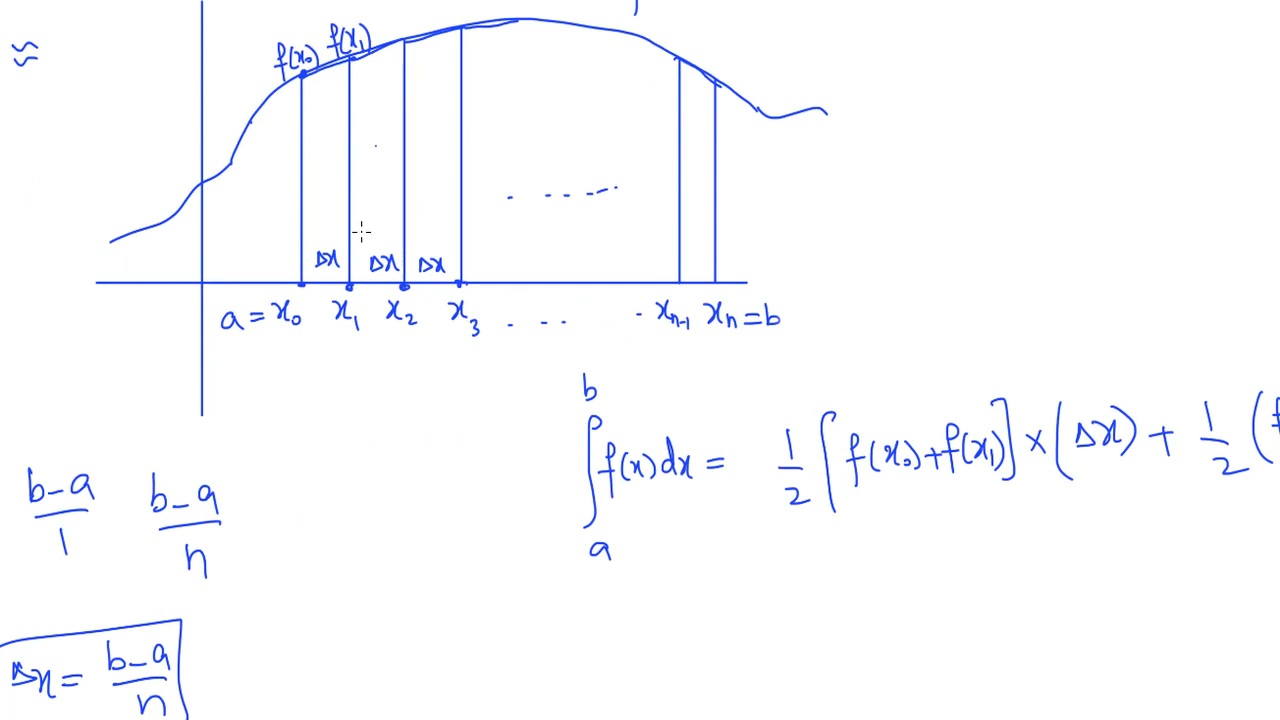 ≈
f(x₀) f(x₁)
Δx Δx Δx
a = x₀ x₁ x₂ x₃ . . . . xₙ₋₁ xₙ = b
∫ₐᵇ f(x) dx = 1/2 [f(x₀)+f(x₁)] × (Δx) + 1/2 (f
b-a/1 b-a/n
Δx = b-a/n